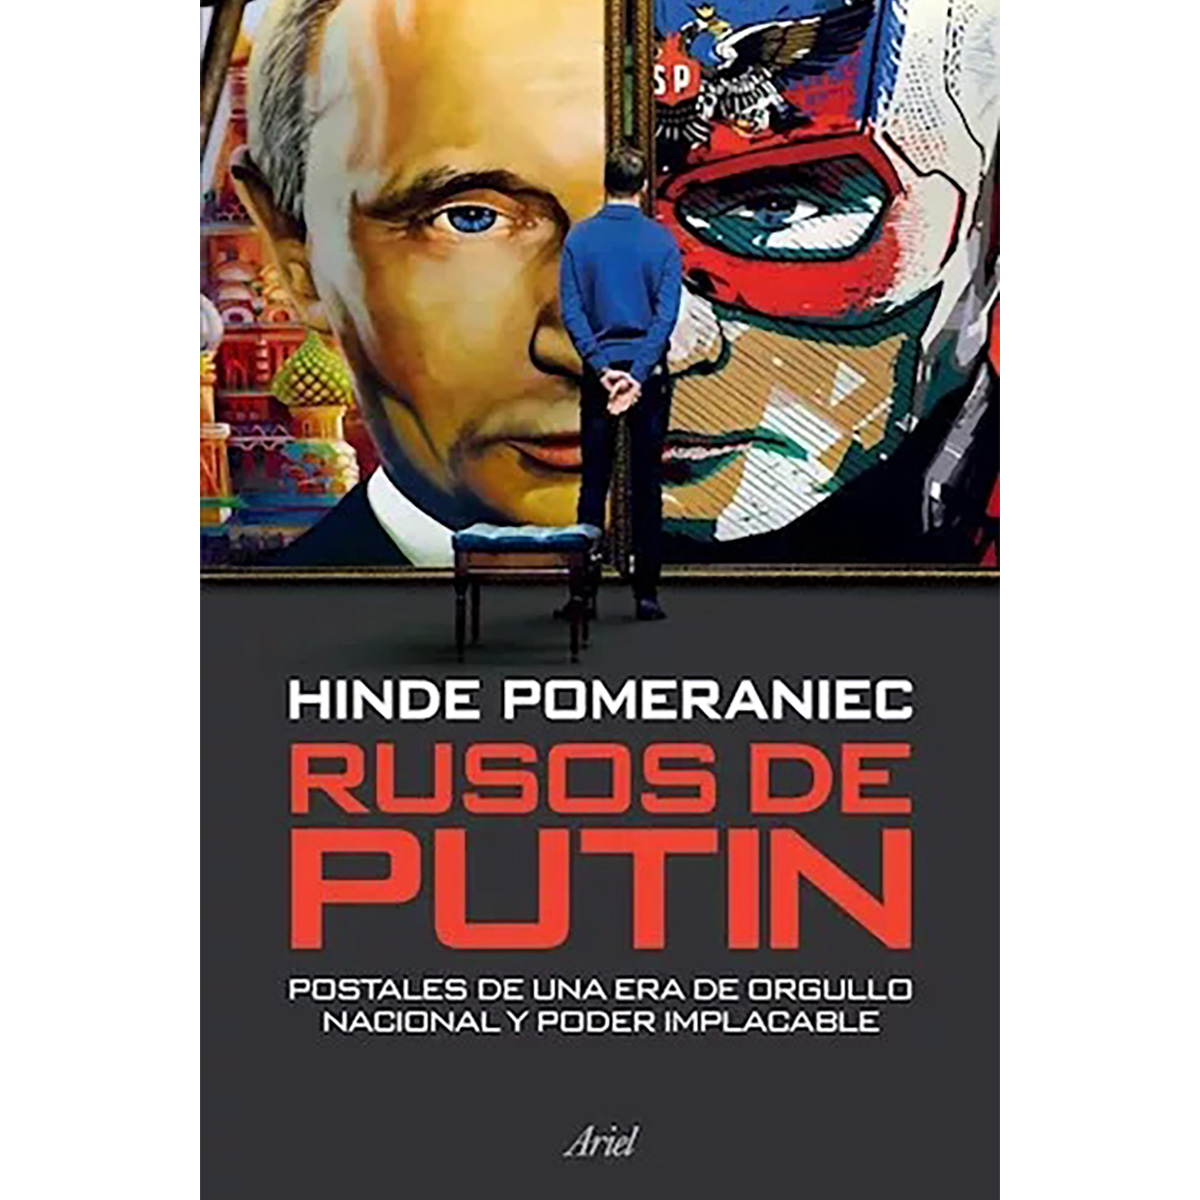 SP
HINDE POMERANIEC
RUSOS DE
PUTIN
POSTALES DE UNA ERA DE ORGULLO
NACIONAL Y PODER IMPLACABLE
Ariel